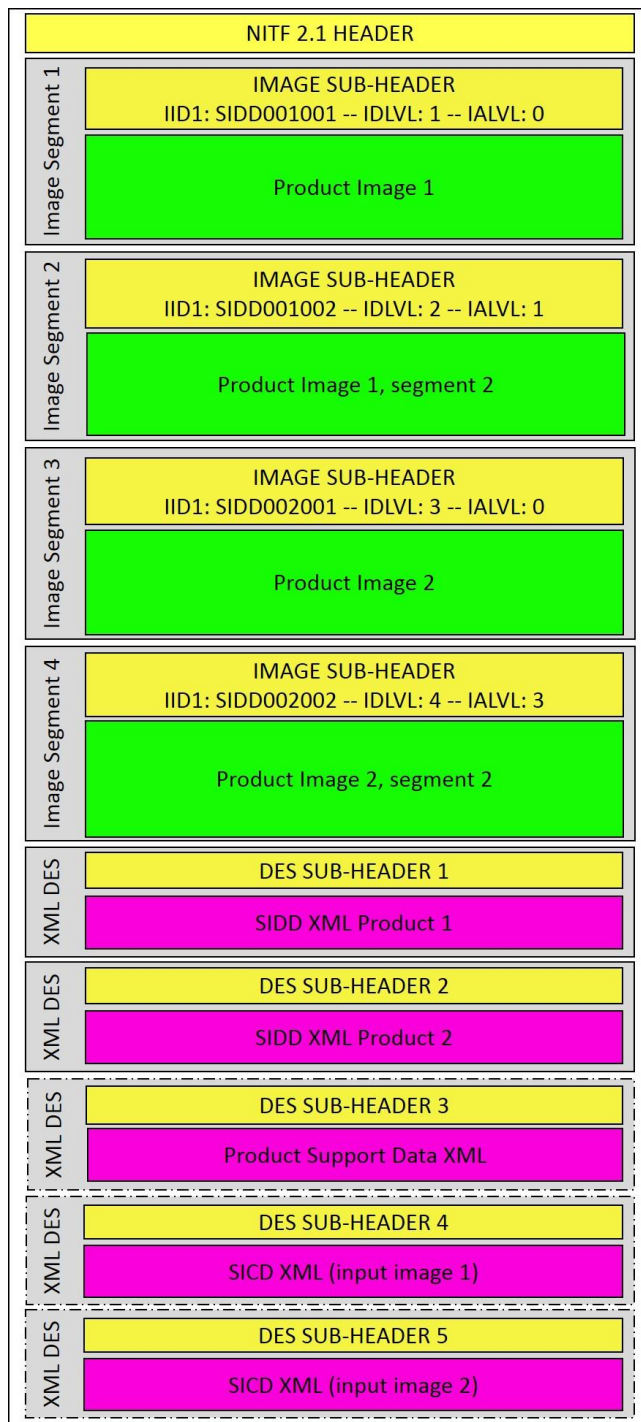 NITF 2.1 HEADER
Image Segment 1
IMAGE SUB-HEADER
IID1: SIDD001001 -- IDLVL: 1 -- IALVL: 0
Product Image 1
Image Segment 2
IMAGE SUB-HEADER
IID1: SIDD001002 -- IDLVL: 2 -- IALVL: 1
Product Image 1, segment 2
Image Segment 3
IMAGE SUB-HEADER
IID1: SIDD002001 -- IDLVL: 3 -- IALVL: 0
Product Image 2
Image Segment 4
IMAGE SUB-HEADER
IID1: SIDD002002 -- IDLVL: 4 -- IALVL: 3
Product Image 2, segment 2
XML DES
DES SUB-HEADER 1
SIDD XML Product 1
XML DES
DES SUB-HEADER 2
SIDD XML Product 2
XML DES
DES SUB-HEADER 3
Product Support Data XML
XML DES
DES SUB-HEADER 4
SICD XML (input image 1)
XML DES
DES SUB-HEADER 5
SICD XML (input image 2)